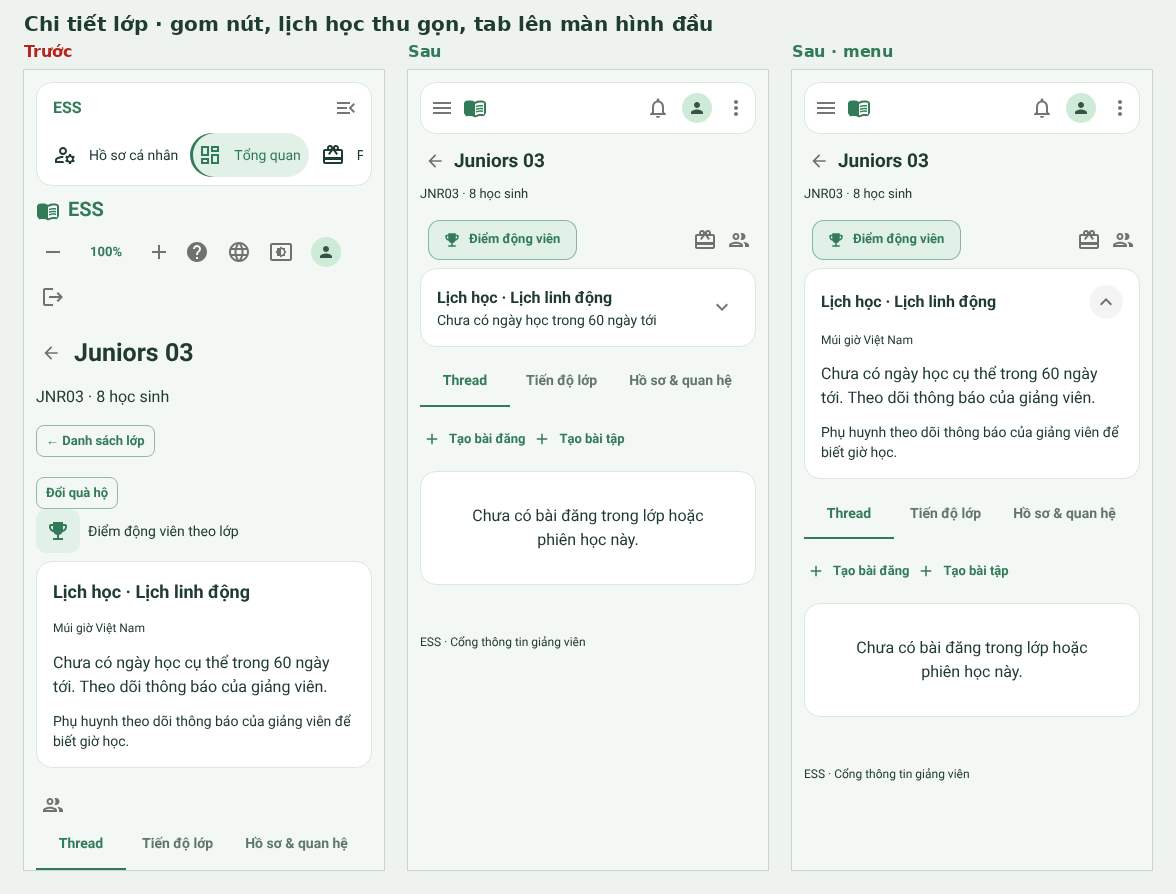 Chi tiết lớp · gom nút, lịch học thu gọn, tab lên màn hình đầu
Trước
ESS
Hồ sơ cá nhân
Tổng quan
ESS
100%
Juniors 03
JNR03 · 8 học sinh
← Danh sách lớp
Đổi quà hộ
Điểm động viên theo lớp
Lịch học · Lịch linh động
Múi giờ Việt Nam
Chưa có ngày học cụ thể trong 60 ngày
tới. Theo dõi thông báo của giảng viên.
Phụ huynh theo dõi thông báo của giảng viên để
biết giờ học.
Thread Tiến độ lớp Hồ sơ & quan hệ
Sau
Juniors 03
JNR03 · 8 học sinh
Điểm động viên
Lịch học · Lịch linh động
Chưa có ngày học trong 60 ngày tới
Thread Tiến độ lớp Hồ sơ & quan hệ
+ Tạo bài đăng + Tạo bài tập
Chưa có bài đăng trong lớp hoặc
phiên học này.
ESS · Cổng thông tin giảng viên
Sau · menu
Juniors 03
JNR03 · 8 học sinh
Điểm động viên
Lịch học · Lịch linh động
Múi giờ Việt Nam
Chưa có ngày học cụ thể trong 60 ngày
tới. Theo dõi thông báo của giảng viên.
Phụ huynh theo dõi thông báo của giảng viên để
biết giờ học.
Thread Tiến độ lớp Hồ sơ & quan hệ
+ Tạo bài đăng + Tạo bài tập
Chưa có bài đăng trong lớp hoặc
phiên học này.
ESS · Cổng thông tin giảng viên